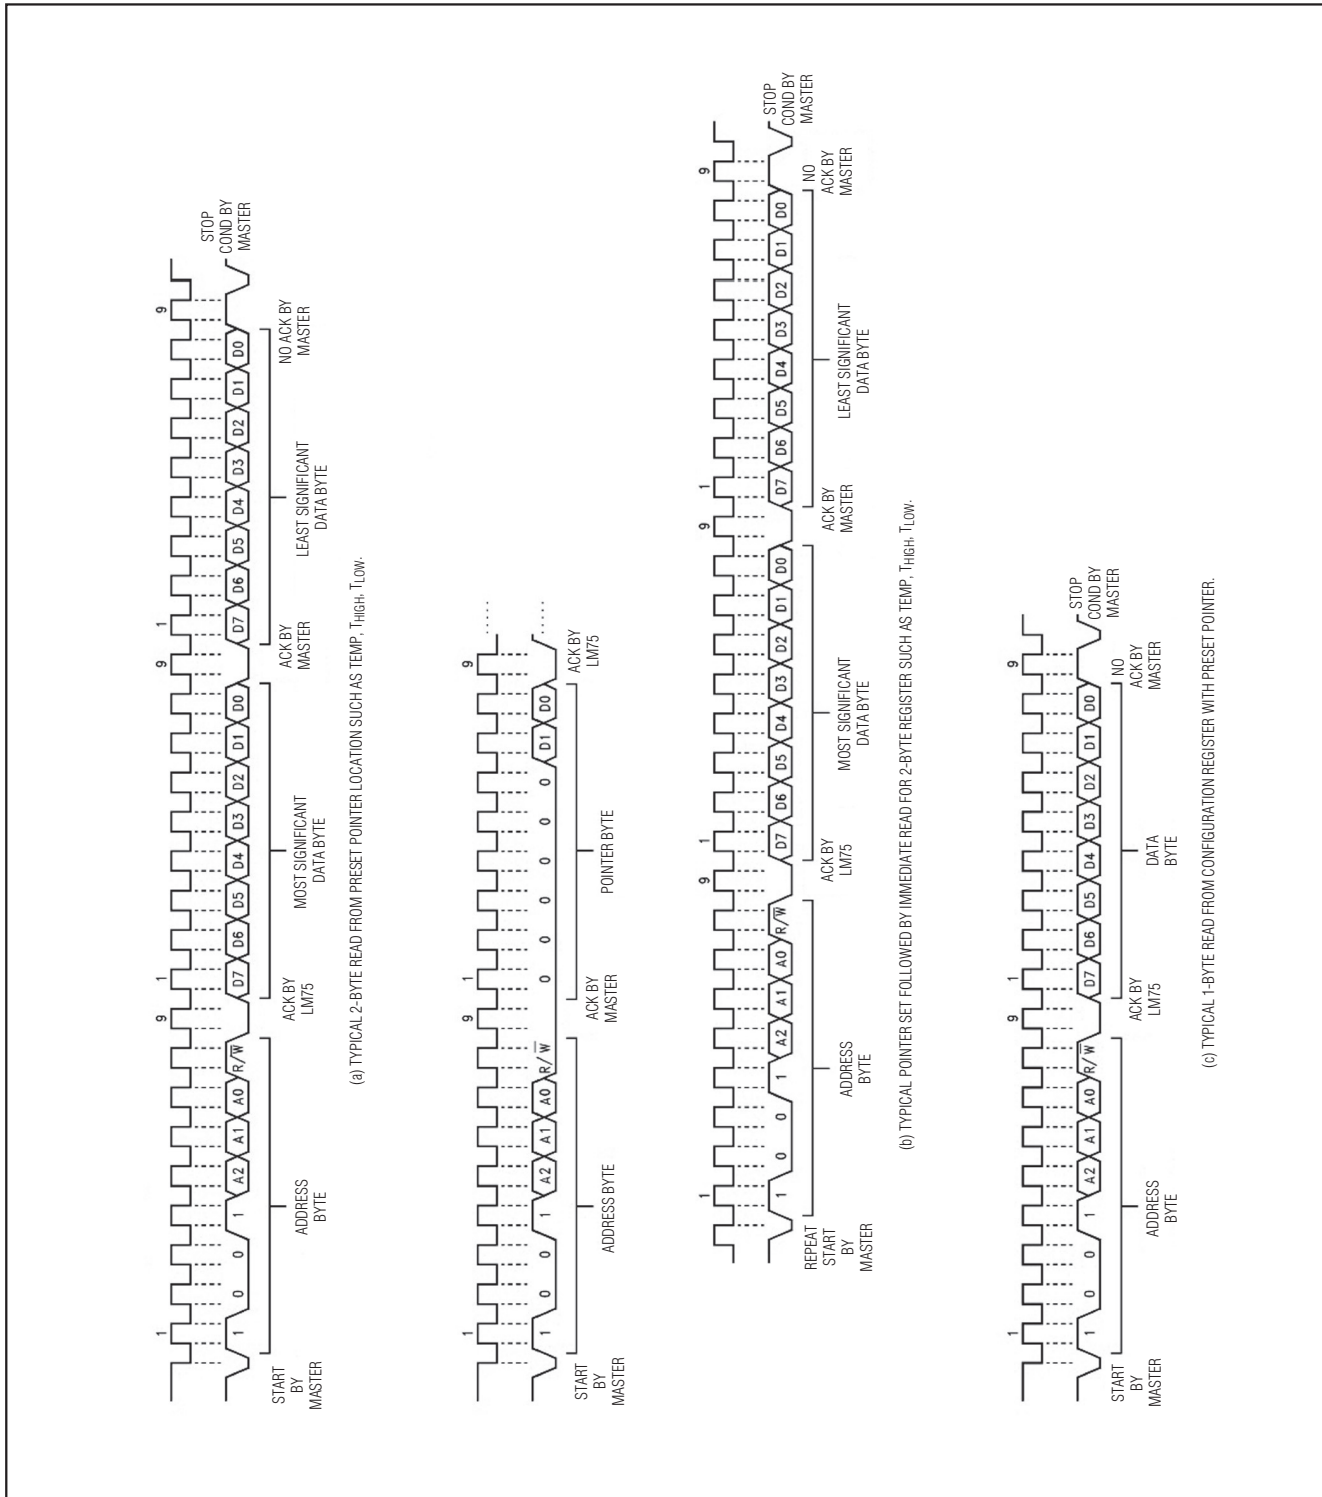 1 9 1 9 1 9
1 0 0 1 A2 A1 A0 R/W̅ D7 D6 D5 D4 D3 D2 D1 D0 D7 D6 D5 D4 D3 D2 D1 D0
STOP
COND BY
MASTER
START
BY
MASTER
ADDRESS
BYTE
ACK BY
LM75
MOST SIGNIFICANT
DATA BYTE
ACK BY
MASTER
LEAST SIGNIFICANT
DATA BYTE
NO ACK BY
MASTER
(a) TYPICAL 2-BYTE READ FROM PRESET POINTER LOCATION SUCH AS TEMP, THIGH, TLOW.
1 9 1 9
1 0 0 1 A2 A1 A0 R/W̅ 0 0 0 0 0 0 D1 D0
START
BY
MASTER
ADDRESS BYTE
ACK BY
MASTER
POINTER BYTE
ACK BY
LM75
1 9 1 9 1 9
1 0 0 1 A2 A1 A0 R/W̅ D7 D6 D5 D4 D3 D2 D1 D0 D7 D6 D5 D4 D3 D2 D1 D0
STOP
COND BY
MASTER
REPEAT
START
BY
MASTER
ADDRESS
BYTE
ACK BY
LM75
MOST SIGNIFICANT
DATA BYTE
ACK BY
MASTER
LEAST SIGNIFICANT
DATA BYTE
NO
ACK BY
MASTER
(b) TYPICAL POINTER SET FOLLOWED BY IMMEDIATE READ FOR 2-BYTE REGISTER SUCH AS TEMP, THIGH, TLOW.
1 9 1 9
1 0 0 1 A2 A1 A0 R/W̅ D7 D6 D5 D4 D3 D2 D1 D0
STOP
COND BY
MASTER
START
BY
MASTER
ADDRESS
BYTE
ACK BY
LM75
DATA
BYTE
NO
ACK BY
MASTER
(c) TYPICAL 1-BYTE READ FROM CONFIGURATION REGISTER WITH PRESET POINTER.